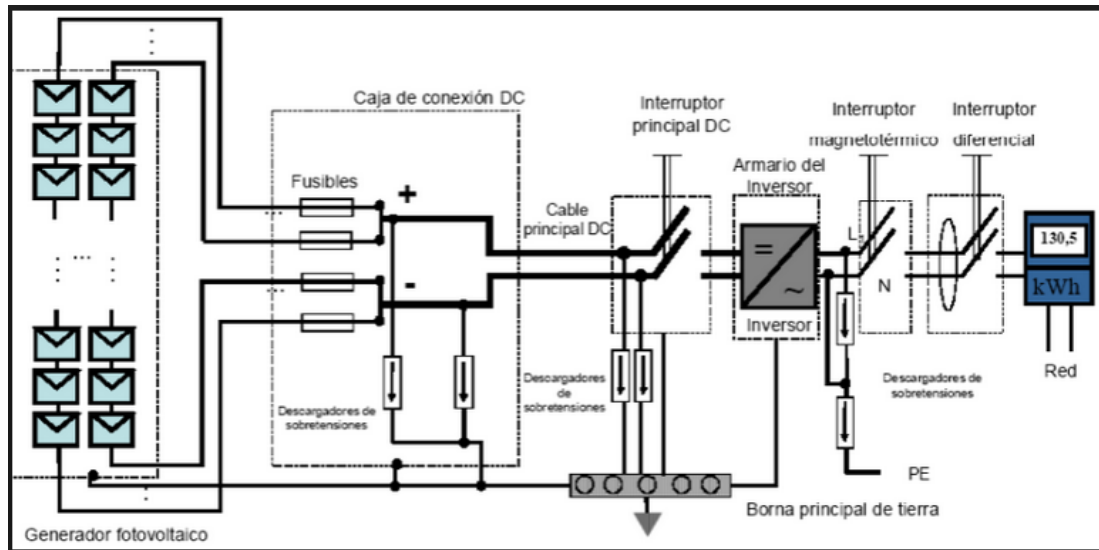 Caja de conexión DC
Fusibles
+
-
Cable
principal DC
Descargadores de
sobretensiones
Interruptor
principal DC
Descargadores
de
sobretensiones
Armario del
Inversor
=
~
Inversor
Interruptor
magnetotérmico
L
N
Interruptor
diferencial
130,5
kWh
Red
Descargadores de
sobretensiones
PE
Borna principal de tierra
Generador fotovoltaico